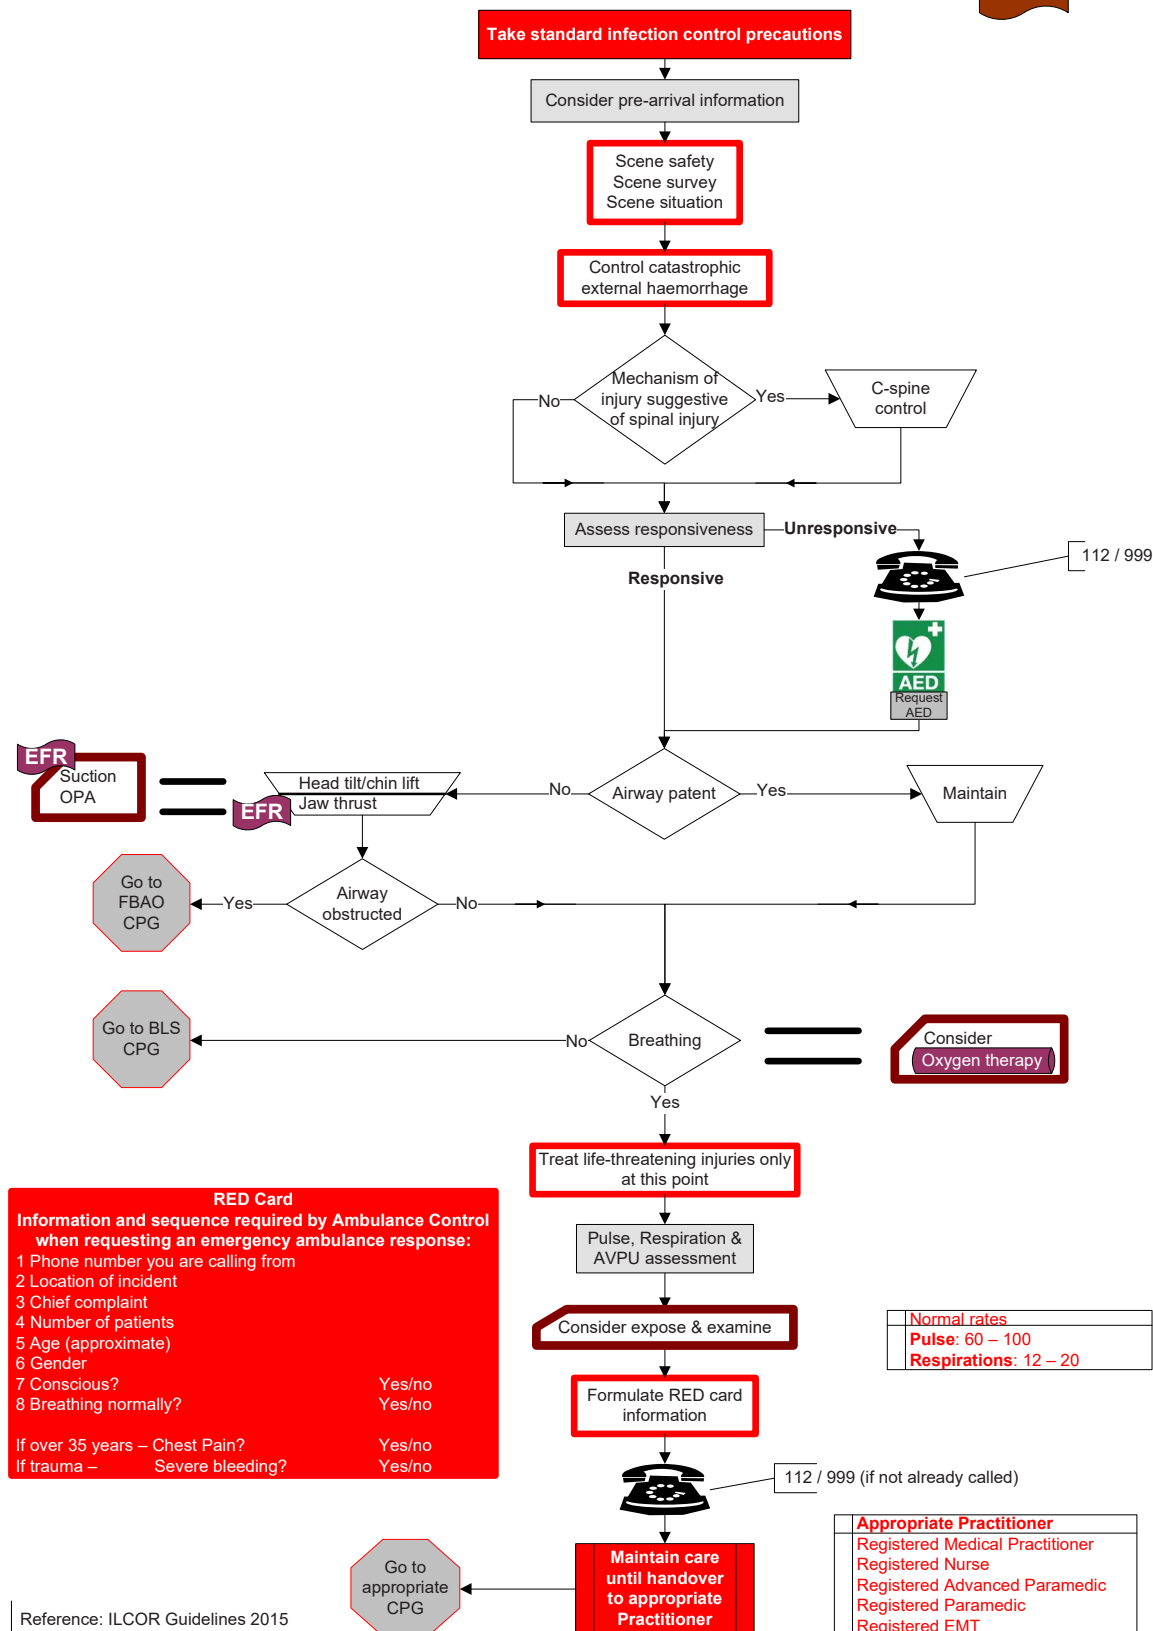 Take standard infection control precautions
Consider pre-arrival information
Scene safety
Scene survey
Scene situation
Control catastrophic
external haemorrhage
Mechanism of
injury suggestive
of spinal injury
No
Yes
C-spine
control
Assess responsiveness
Unresponsive
112 / 999
Responsive
AED
Request
AED
EFR
Suction
OPA
Head tilt/chin lift
Jaw thrust
EFR
No
Airway patent
Yes
Maintain
Go to
FBAO
CPG
Yes
Airway
obstructed
No
Go to BLS
CPG
No
Breathing
Consider
Oxygen therapy
Yes
Treat life-threatening injuries only
at this point
RED Card
Information and sequence required by Ambulance Control
when requesting an emergency ambulance response:
1 Phone number you are calling from
2 Location of incident
3 Chief complaint
4 Number of patients
5 Age (approximate)
6 Gender
7 Conscious? Yes/no
8 Breathing normally? Yes/no
If over 35 years – Chest Pain? Yes/no
If trauma – Severe bleeding? Yes/no
Pulse, Respiration &
AVPU assessment
Consider expose & examine
Normal rates
Pulse: 60 – 100
Respirations: 12 – 20
Formulate RED card
information
112 / 999 (if not already called)
Go to
appropriate
CPG
Maintain care
until handover
to appropriate
Practitioner
Appropriate Practitioner
Registered Medical Practitioner
Registered Nurse
Registered Advanced Paramedic
Registered Paramedic
Registered EMT
Reference: ILCOR Guidelines 2015